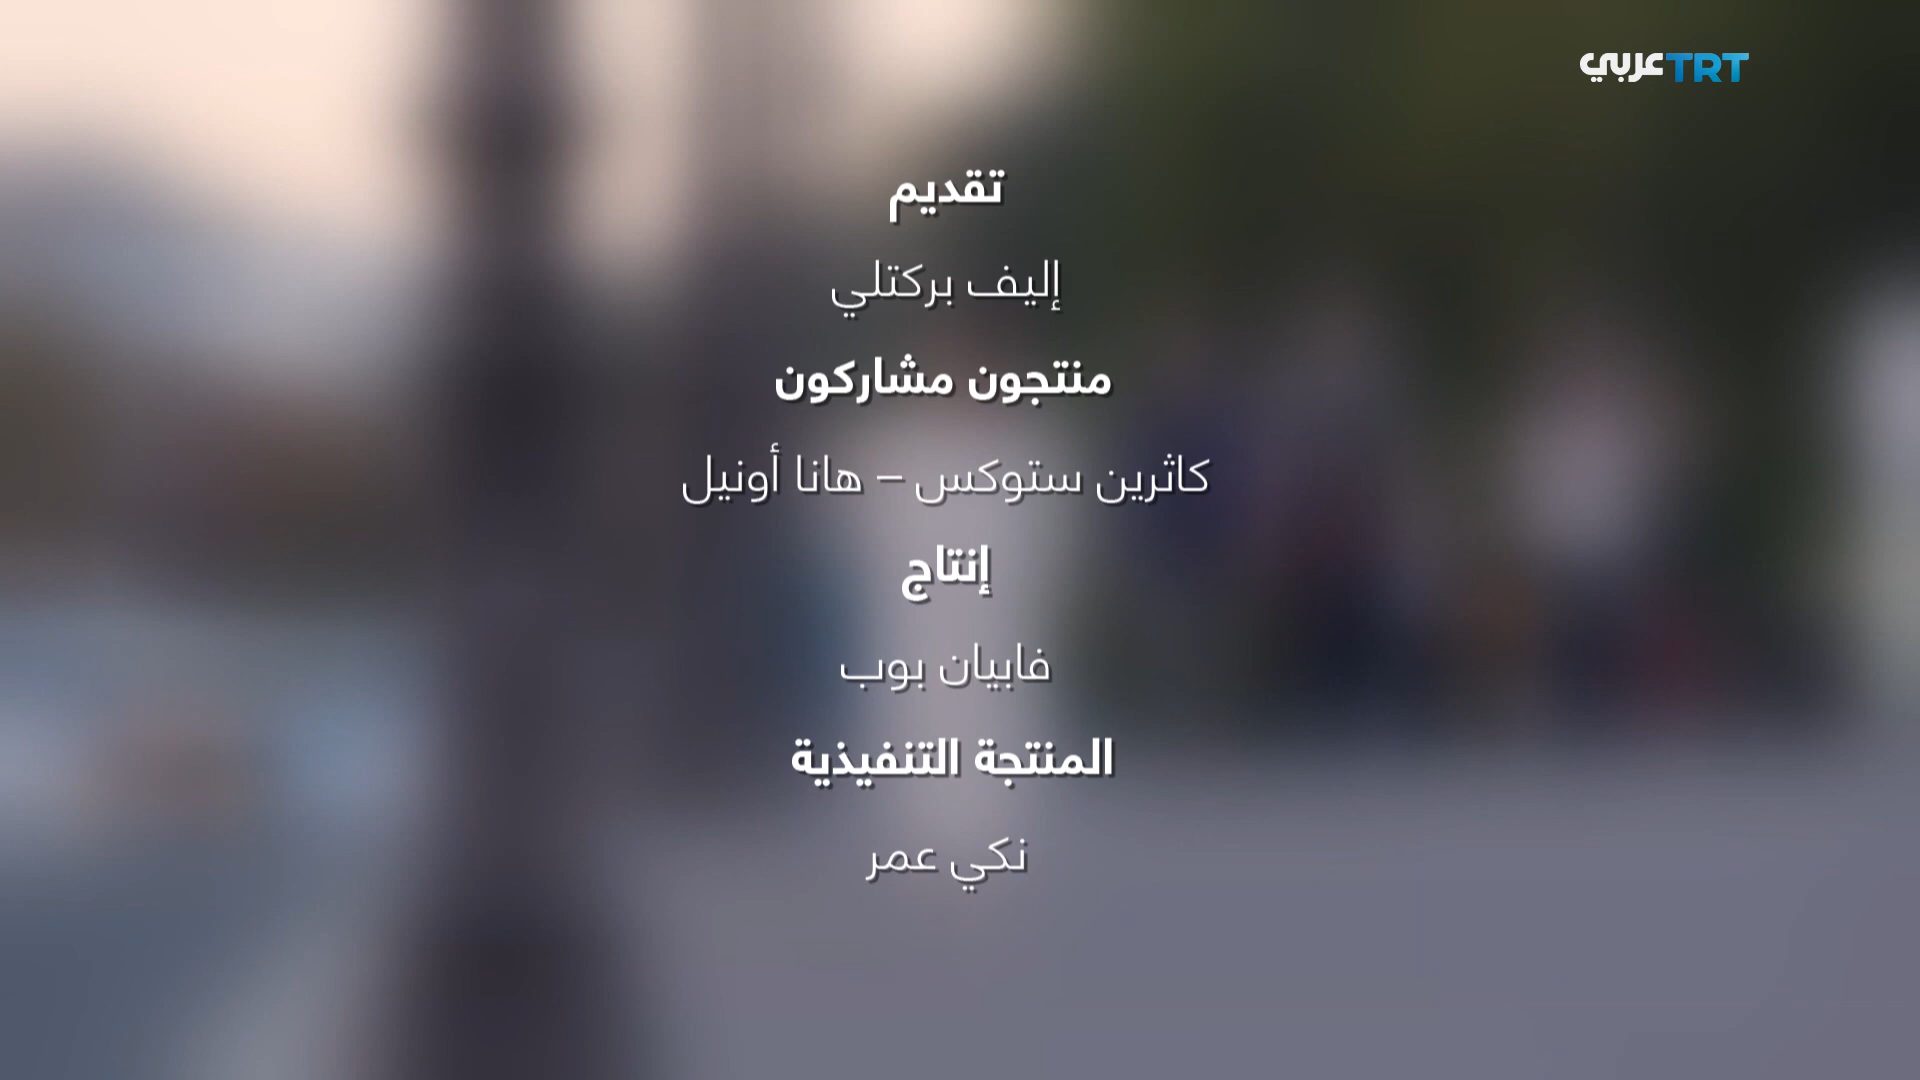 TRT عربي
تقديم
إليف بركتلي
منتجون مشاركون
كاثرين ستوكس – هانا أونيل
إنتاج
فابيان بوب
المنتجة التنفيذية
نكي عمر